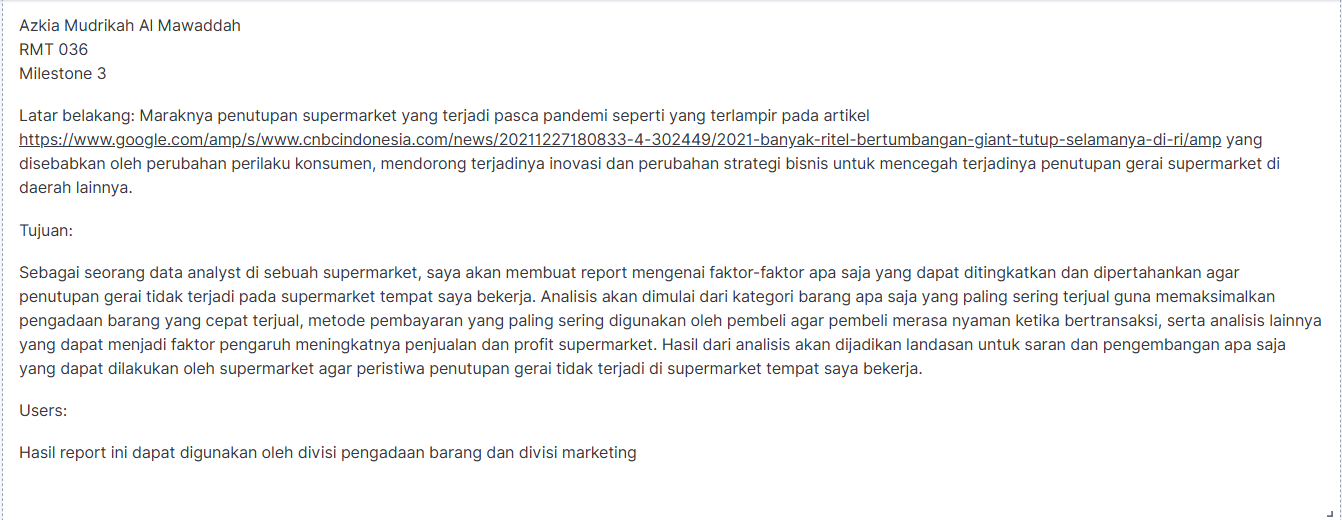 Azkia Mudrikah Al Mawaddah
RMT 036
Milestone 3
Latar belakang: Maraknya penutupan supermarket yang terjadi pasca pandemi seperti yang terlampir pada artikel
https://www.google.com/amp/s/www.cnbcindonesia.com/news/20211227180833-4-302449/2021-banyak-ritel-bertumbangan-giant-tutup-selamanya-di-ri/amp yang
disebabkan oleh perubahan perilaku konsumen, mendorong terjadinya inovasi dan perubahan strategi bisnis untuk mencegah terjadinya penutupan gerai supermarket di
daerah lainnya.
Tujuan:
Sebagai seorang data analyst di sebuah supermarket, saya akan membuat report mengenai faktor-faktor apa saja yang dapat ditingkatkan dan dipertahankan agar
penutupan gerai tidak terjadi pada supermarket tempat saya bekerja. Analisis akan dimulai dari kategori barang apa saja yang paling sering terjual guna memaksimalkan
pengadaan barang yang cepat terjual, metode pembayaran yang paling sering digunakan oleh pembeli agar pembeli merasa nyaman ketika bertransaksi, serta analisis lainnya
yang dapat menjadi faktor pengaruh meningkatnya penjualan dan profit supermarket. Hasil dari analisis akan dijadikan landasan untuk saran dan pengembangan apa saja
yang dapat dilakukan oleh supermarket agar peristiwa penutupan gerai tidak terjadi di supermarket tempat saya bekerja.
Users:
Hasil report ini dapat digunakan oleh divisi pengadaan barang dan divisi marketing